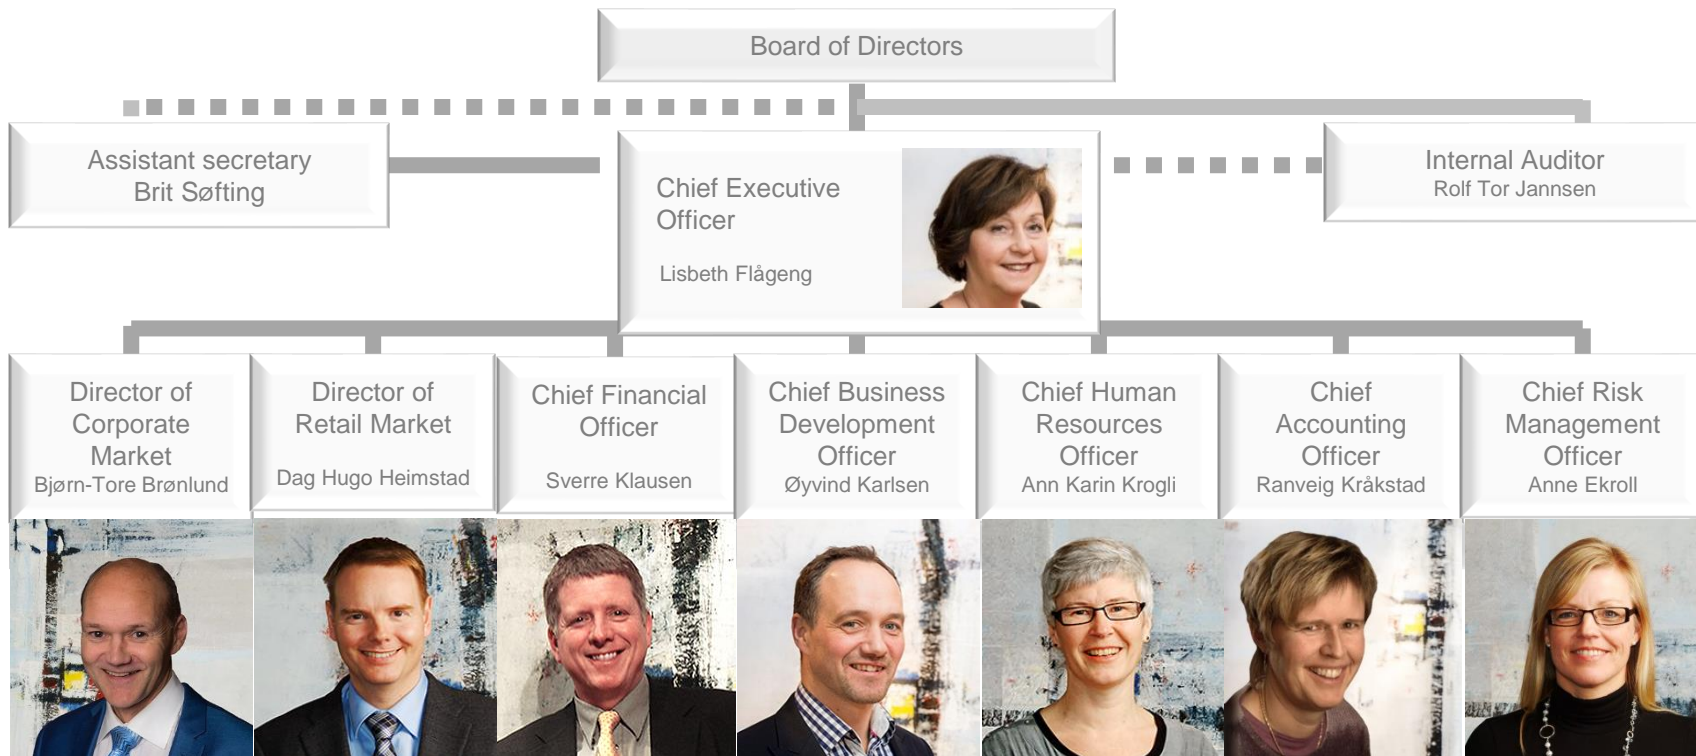 Board of Directors
Assistant secretary
Brit Søfting
Chief Executive
Officer
Lisbeth Flågeng
Internal Auditor
Rolf Tor Jannsen
Director of
Corporate
Market
Bjørn-Tore Brønlund
Director of
Retail Market
Dag Hugo Heimstad
Chief Financial
Officer
Sverre Klausen
Chief Business
Development
Officer
Øyvind Karlsen
Chief Human
Resources
Officer
Ann Karin Krogli
Chief
Accounting
Officer
Ranveig Kråkstad
Chief Risk
Management
Officer
Anne Ekroll